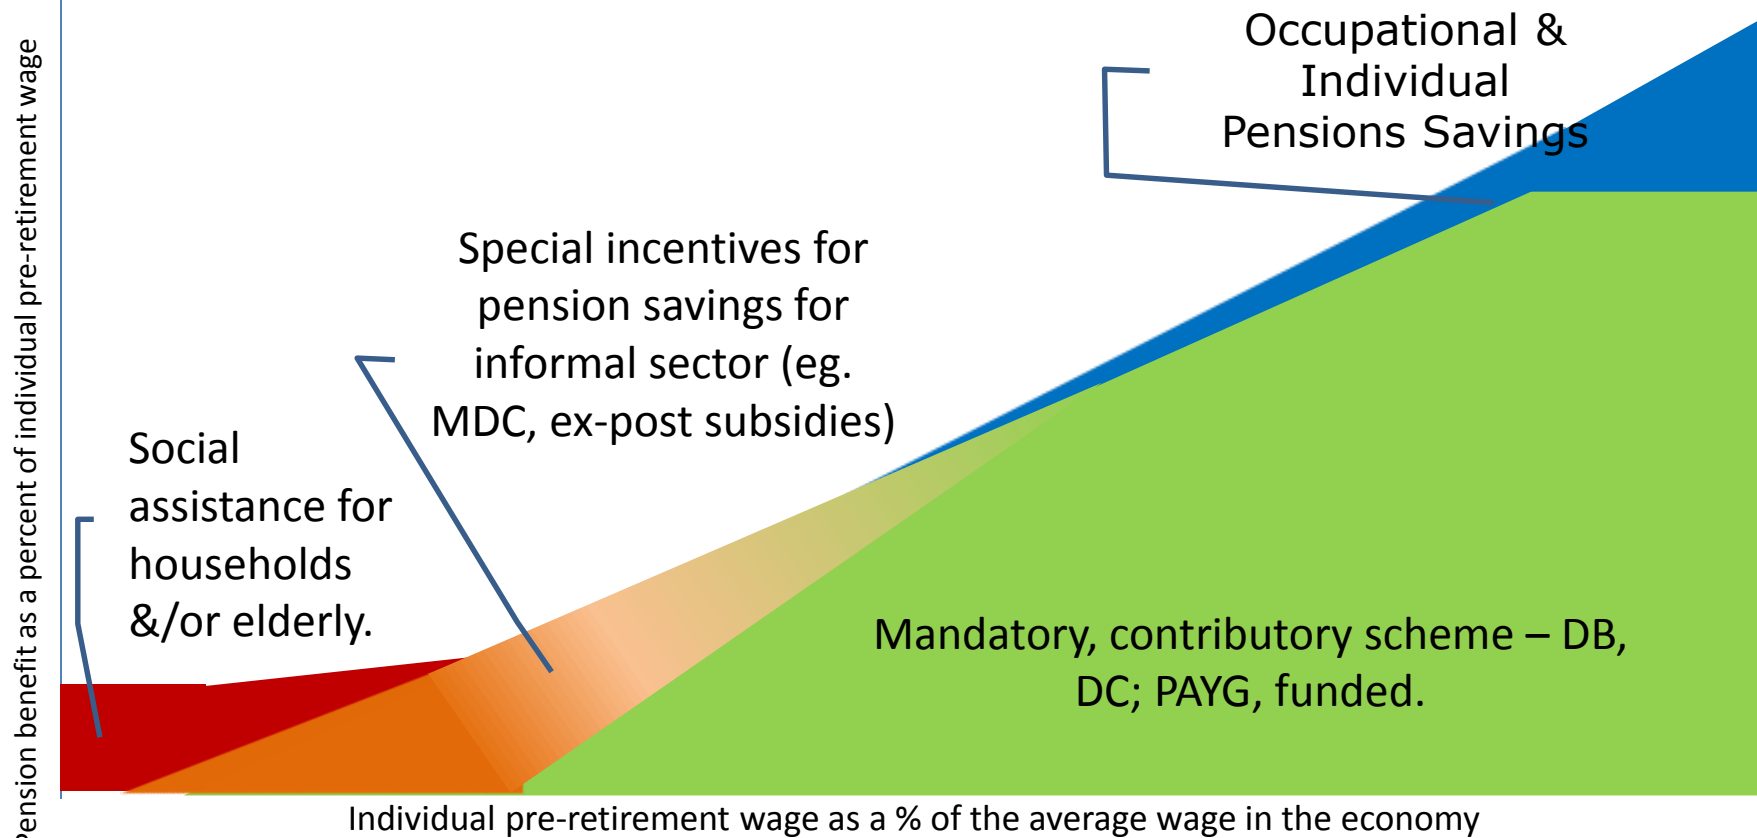 Pension benefit as a percent of individual pre-retirement wage
Occupational &
Individual
Pensions Savings
Special incentives for
pension savings for
informal sector (eg.
MDC, ex-post subsidies)
Social
assistance for
households
&/or elderly.
Mandatory, contributory scheme – DB,
DC; PAYG, funded.
Individual pre-retirement wage as a % of the average wage in the economy